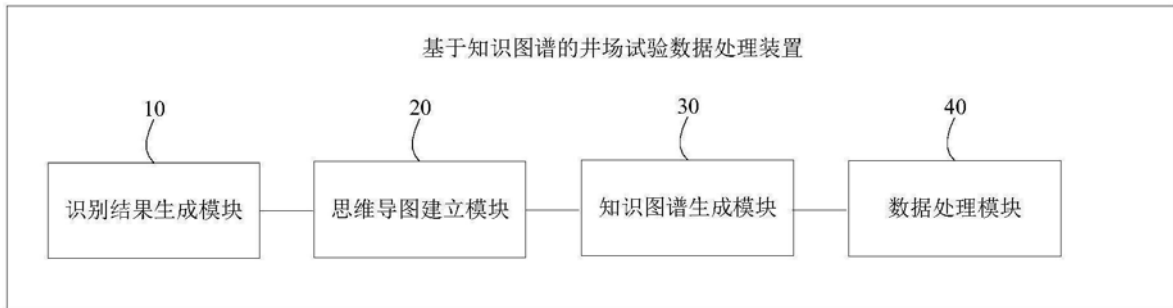 基于知识图谱的井场试验数据处理装置
10 20 30 40
识别结果生成模块 思维导图建立模块 知识图谱生成模块 数据处理模块